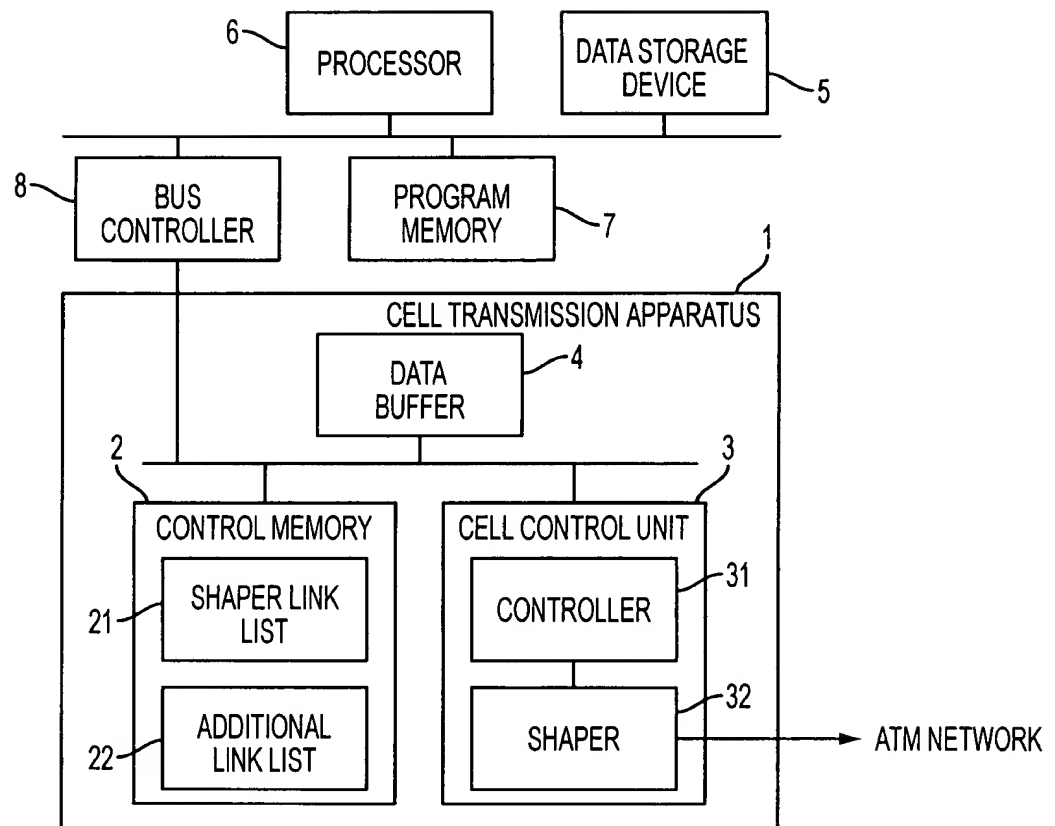 6
PROCESSOR
DATA STORAGE
DEVICE
5
8
BUS
CONTROLLER
PROGRAM
MEMORY
7
1
CELL TRANSMISSION APPARATUS
DATA
BUFFER
4
2
CONTROL MEMORY
3
CELL CONTROL UNIT
SHAPER LINK
LIST
21
CONTROLLER
31
ADDITIONAL
LINK LIST
22
SHAPER
32
ATM NETWORK